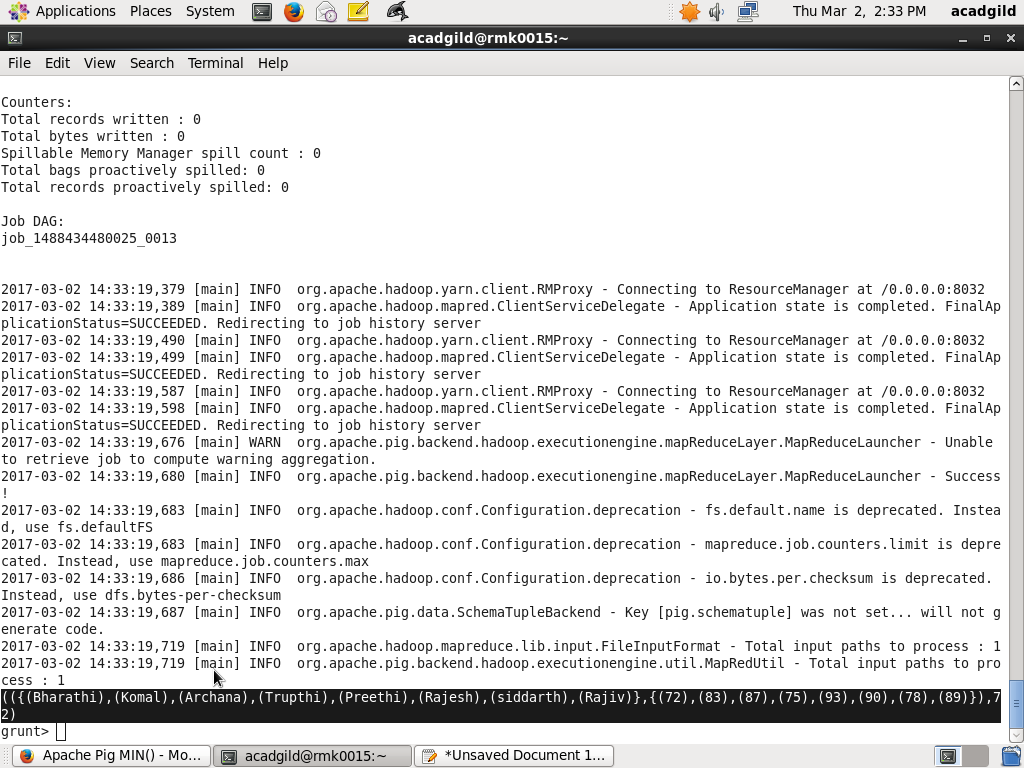 Applications Places System Thu Mar 2, 2:33 PM acadgild
acadgild@rmk0015:~
File Edit View Search Terminal Help
Counters:
Total records written : 0
Total bytes written : 0
Spillable Memory Manager spill count : 0
Total bags proactively spilled: 0
Total records proactively spilled: 0
Job DAG:
job_1488434480025_0013
2017-03-02 14:33:19,379 [main] INFO  org.apache.hadoop.yarn.client.RMProxy - Connecting to ResourceManager at /0.0.0.0:8032
2017-03-02 14:33:19,389 [main] INFO  org.apache.hadoop.mapred.ClientServiceDelegate - Application state is completed. FinalAp
plicationStatus=SUCCEEDED. Redirecting to job history server
2017-03-02 14:33:19,490 [main] INFO  org.apache.hadoop.yarn.client.RMProxy - Connecting to ResourceManager at /0.0.0.0:8032
2017-03-02 14:33:19,499 [main] INFO  org.apache.hadoop.mapred.ClientServiceDelegate - Application state is completed. FinalAp
plicationStatus=SUCCEEDED. Redirecting to job history server
2017-03-02 14:33:19,587 [main] INFO  org.apache.hadoop.yarn.client.RMProxy - Connecting to ResourceManager at /0.0.0.0:8032
2017-03-02 14:33:19,598 [main] INFO  org.apache.hadoop.mapred.ClientServiceDelegate - Application state is completed. FinalAp
plicationStatus=SUCCEEDED. Redirecting to job history server
2017-03-02 14:33:19,676 [main] WARN  org.apache.pig.backend.hadoop.executionengine.mapReduceLayer.MapReduceLauncher - Unable
to retrieve job to compute warning aggregation.
2017-03-02 14:33:19,680 [main] INFO  org.apache.pig.backend.hadoop.executionengine.mapReduceLayer.MapReduceLauncher - Success
!
2017-03-02 14:33:19,683 [main] INFO  org.apache.hadoop.conf.Configuration.deprecation - fs.default.name is deprecated. Instea
d, use fs.defaultFS
2017-03-02 14:33:19,683 [main] INFO  org.apache.hadoop.conf.Configuration.deprecation - mapreduce.job.counters.limit is depre
cated. Instead, use mapreduce.job.counters.max
2017-03-02 14:33:19,686 [main] INFO  org.apache.hadoop.conf.Configuration.deprecation - io.bytes.per.checksum is deprecated.
Instead, use dfs.bytes-per-checksum
2017-03-02 14:33:19,687 [main] INFO  org.apache.pig.data.SchemaTupleBackend - Key [pig.schematuple] was not set... will not g
enerate code.
2017-03-02 14:33:19,719 [main] INFO  org.apache.hadoop.mapreduce.lib.input.FileInputFormat - Total input paths to process : 1
2017-03-02 14:33:19,719 [main] INFO  org.apache.pig.backend.hadoop.executionengine.util.MapRedUtil - Total input paths to pro
cess : 1
(({(Bharathi),(Komal),(Archana),(Trupthi),(Preethi),(Rajesh),(siddarth),(Rajiv)},{(72),(83),(87),(75),(93),(90),(78),(89)}),7
2)
grunt>
Apache Pig MIN() - Mo... acadgild@rmk0015:~ *Unsaved Document 1...